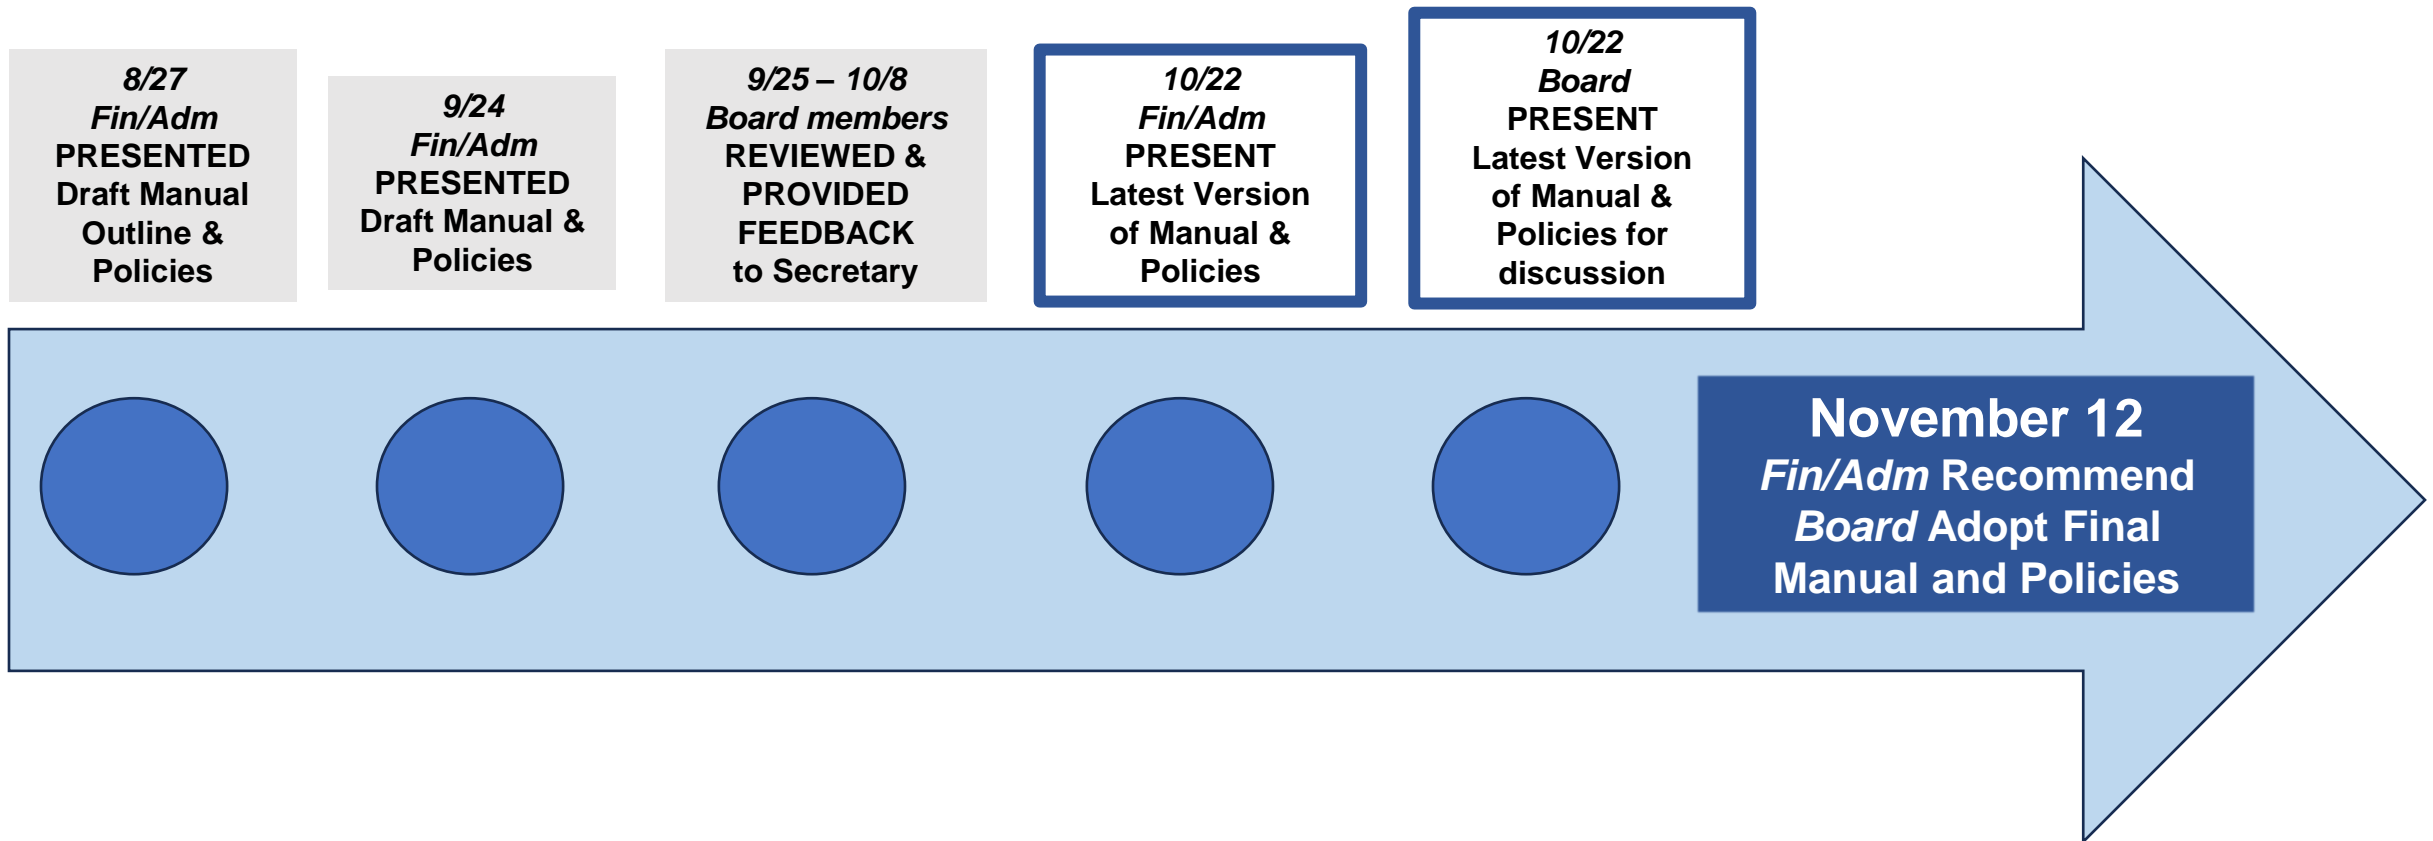 8/27
Fin/Adm
PRESENTED
Draft Manual
Outline &
Policies
9/24
Fin/Adm
PRESENTED
Draft Manual &
Policies
9/25 – 10/8
Board members
REVIEWED &
PROVIDED
FEEDBACK
to Secretary
10/22
Fin/Adm
PRESENT
Latest Version
of Manual &
Policies
10/22
Board
PRESENT
Latest Version
of Manual &
Policies for
discussion
November 12
Fin/Adm Recommend
Board Adopt Final
Manual and Policies